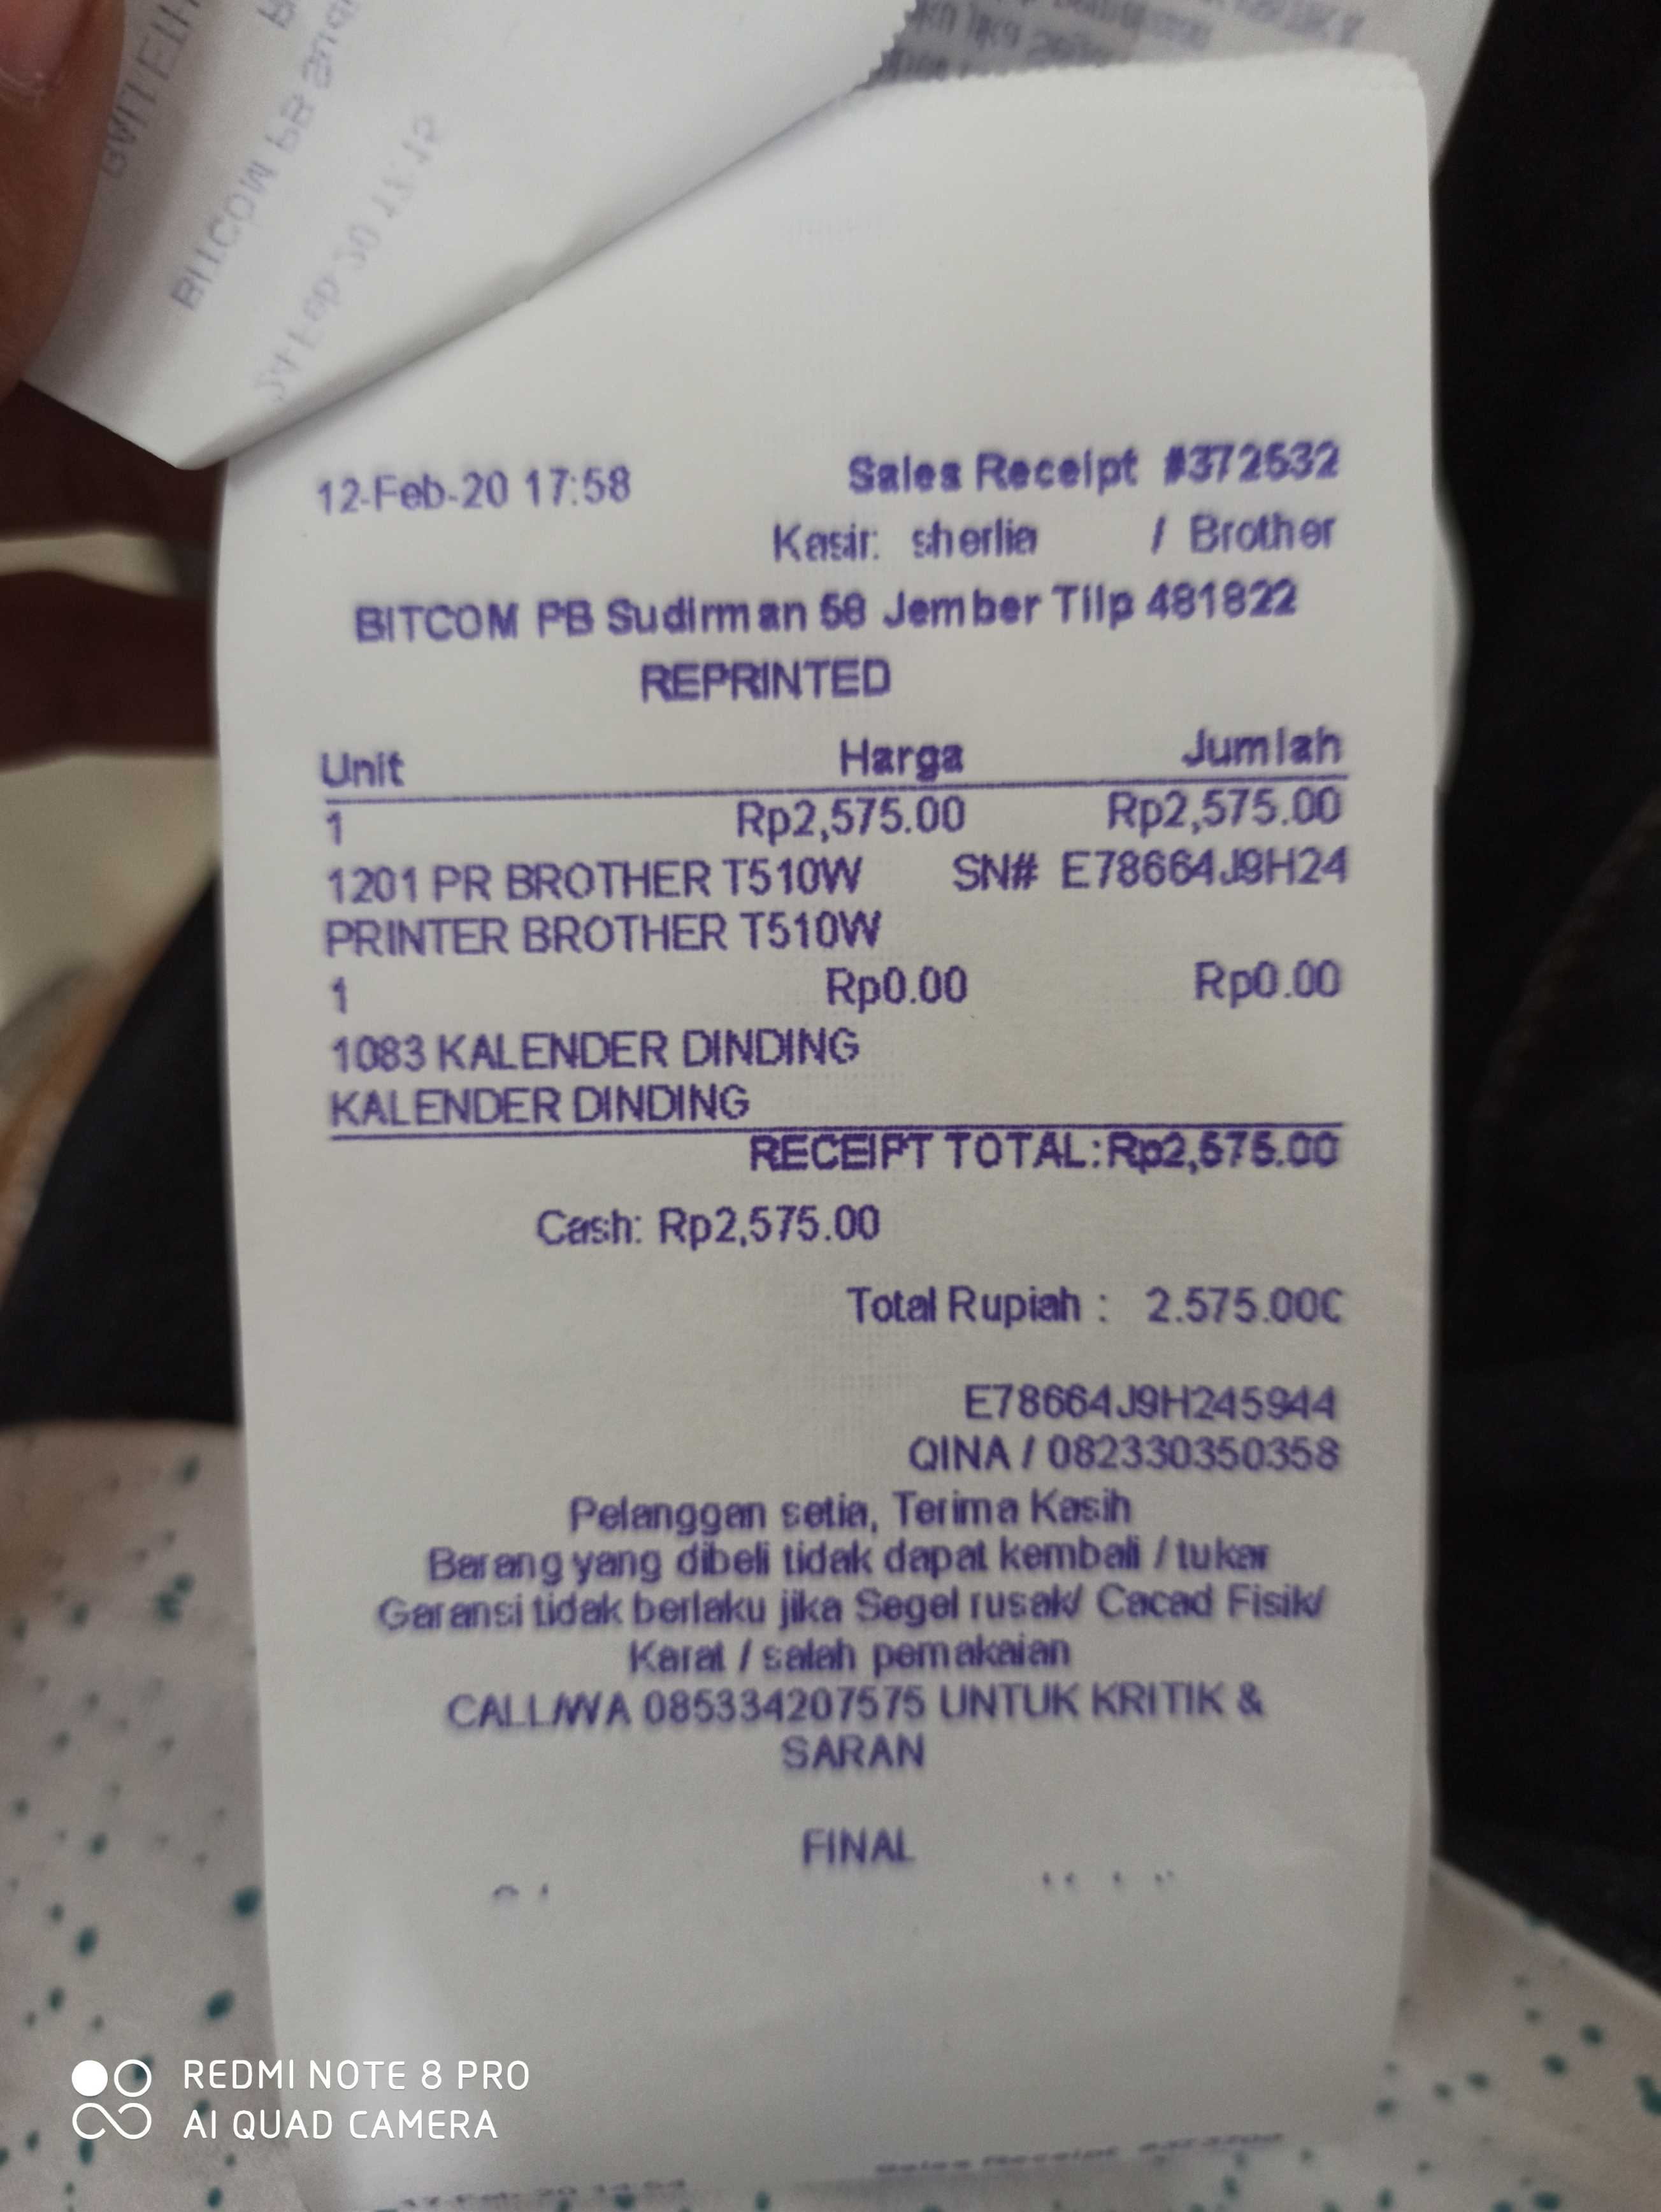 BITCOM PB
12-Feb-20 17:58 Sales Receipt #372532
Kasir: sherlia / Brother
BITCOM PB Sudirman 58 Jember Tilp 481822
REPRINTED
Unit Harga Jumlah
1 Rp2,575.00 Rp2,575.00
1201 PR BROTHER T510W SN# E78664J9H24
PRINTER BROTHER T510W
1 Rp0.00 Rp0.00
1083 KALENDER DINDING
KALENDER DINDING
RECEIPT TOTAL: Rp2,575.00
Cash: Rp2,575.00
Total Rupiah : 2.575.00
E78664J9H245944
QINA / 082330350358
Pelanggan setia, Terima Kasih
Barang yang dibeli tidak dapat kembali / tukar
Garansi tidak berlaku jika Segel rusak/ Cacad Fisik/
Karat / salah pemakaian
CALL/WA 085334207575 UNTUK KRITIK &
SARAN
FINAL
REDMI NOTE 8 PRO
AI QUAD CAMERA